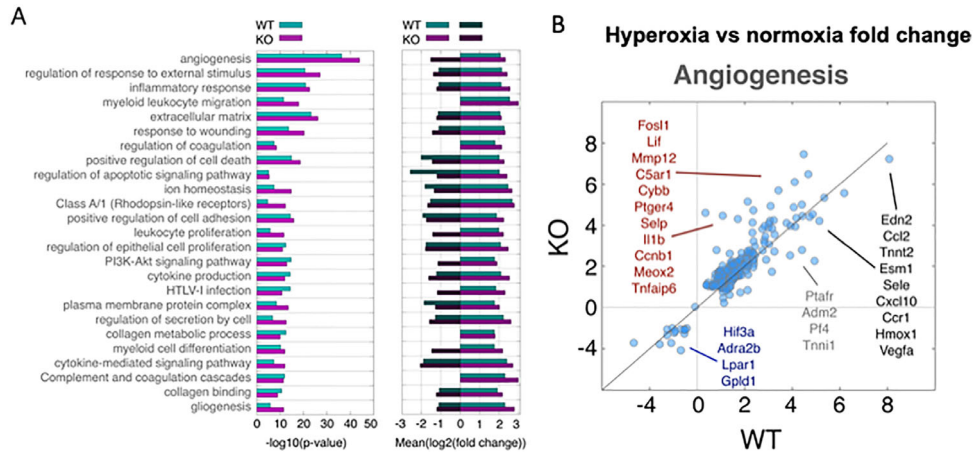 A
WT
KO
WT
KO
angiogenesis
regulation of response to external stimulus
inflammatory response
myeloid leukocyte migration
extracellular matrix
response to wounding
regulation of coagulation
positive regulation of cell death
regulation of apoptotic signaling pathway
ion homeostasis
Class A/1 (Rhodopsin-like receptors)
positive regulation of cell adhesion
leukocyte proliferation
regulation of epithelial cell proliferation
PI3K-Akt signaling pathway
cytokine production
HTLV-I infection
plasma membrane protein complex
regulation of secretion by cell
collagen metabolic process
myeloid cell differentiation
cytokine-mediated signaling pathway
Complement and coagulation cascades
collagen binding
gliogenesis
0 10 20 30 40 50
-log10(p-value)
-3 -2 -1 0 1 2 3
Mean(log2(fold change))
B
Hyperoxia vs normoxia fold change
Angiogenesis
8
6
4
2
0
-4
KO
Fosl1
Lif
Mmp12
C5ar1
Cybb
Ptger4
Selp
Il1b
Ccnb1
Meox2
Tnfaip6
Hif3a
Adra2b
Lpar1
Gpld1
Ptafr
Adm2
Pf4
Tnni1
Edn2
Ccl2
Tnnt2
Esm1
Sele
Cxcl10
Ccr1
Hmox1
Vegfa
-4 0 2 4 6 8
WT